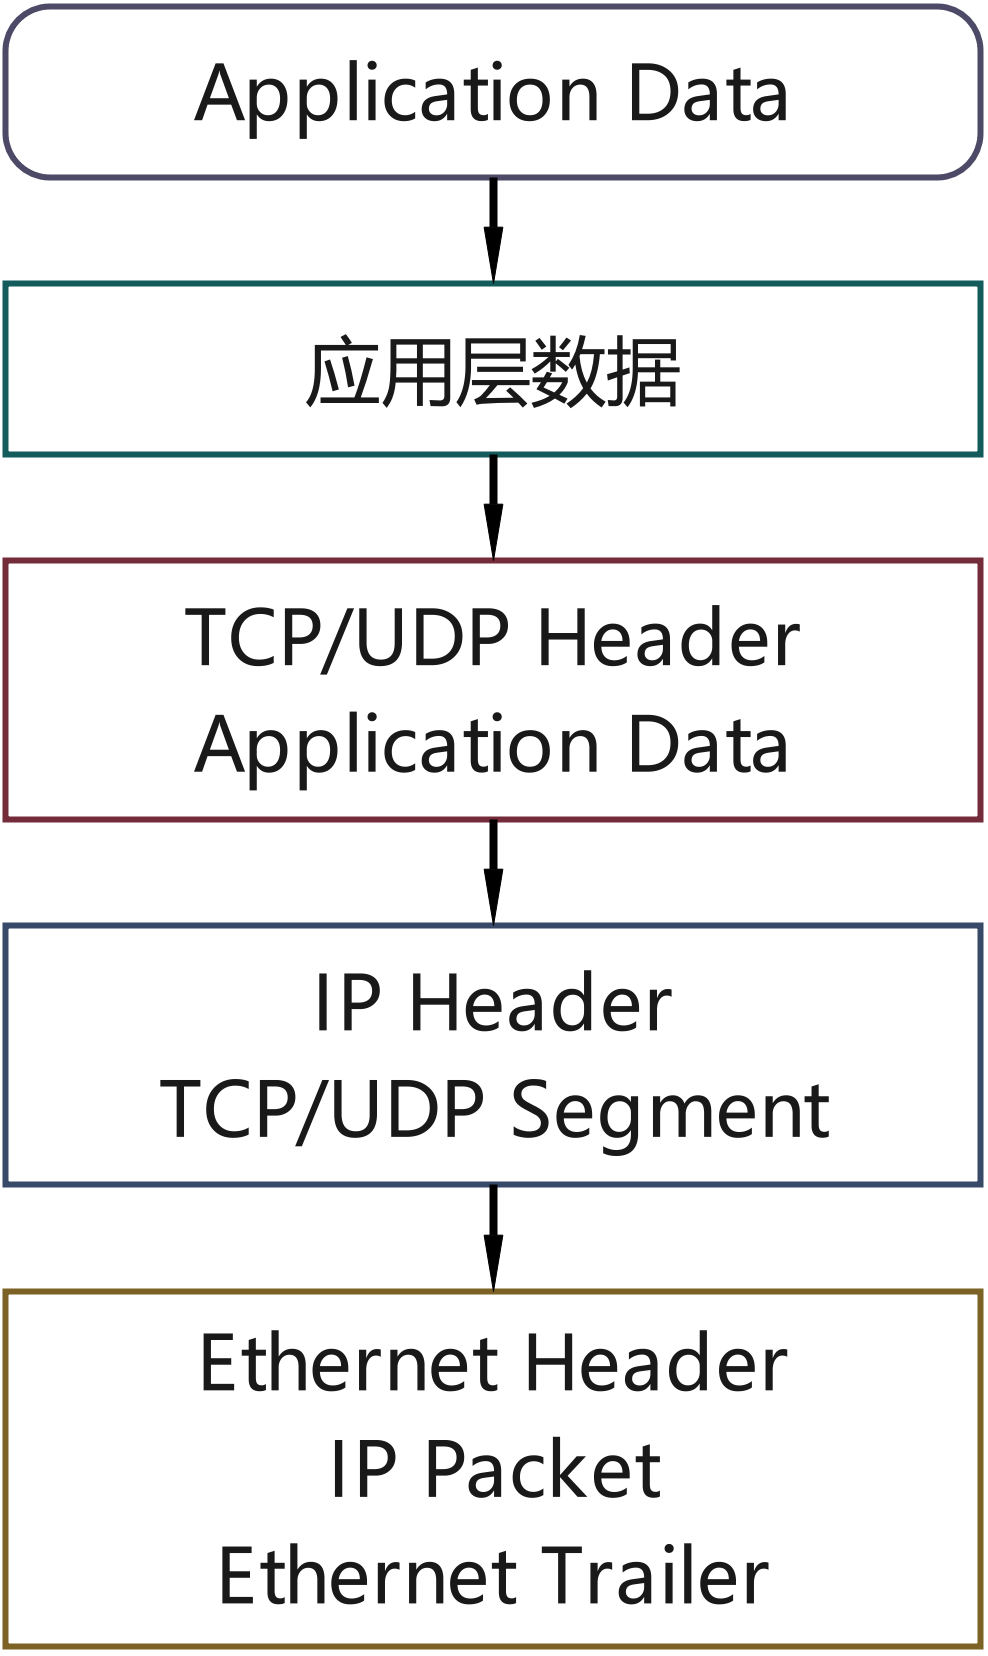 Application Data
应用层数据
TCP/UDP Header
Application Data
IP Header
TCP/UDP Segment
Ethernet Header
IP Packet
Ethernet Trailer